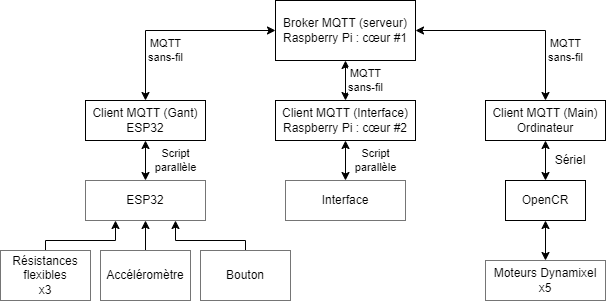 Broker MQTT (serveur)
Raspberry Pi : cœur #1
MQTT
sans-fil
MQTT
sans-fil
MQTT
sans-fil
Client MQTT (Gant)
ESP32
Client MQTT (Interface)
Raspberry Pi : cœur #2
Client MQTT (Main)
Ordinateur
Script
parallèle
Script
parallèle
Sériel
ESP32
Interface
OpenCR
Résistances
flexibles
x3
Accéléromètre
Bouton
Moteurs Dynamixel
x5